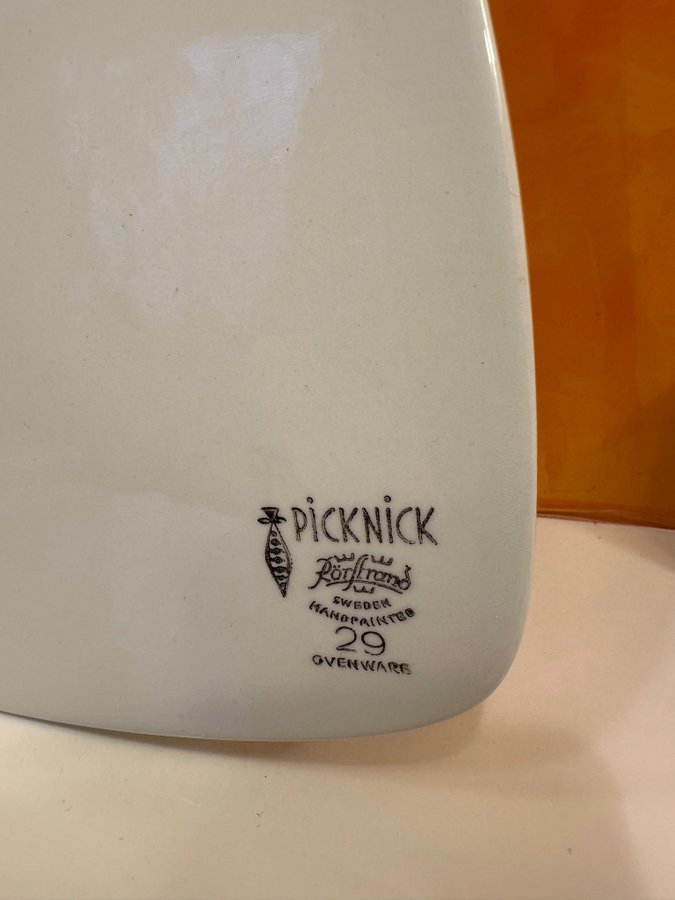 PiCKNiCK
Rörstrand
SWEDEN
HANDPAINTED
29
OVENWARE